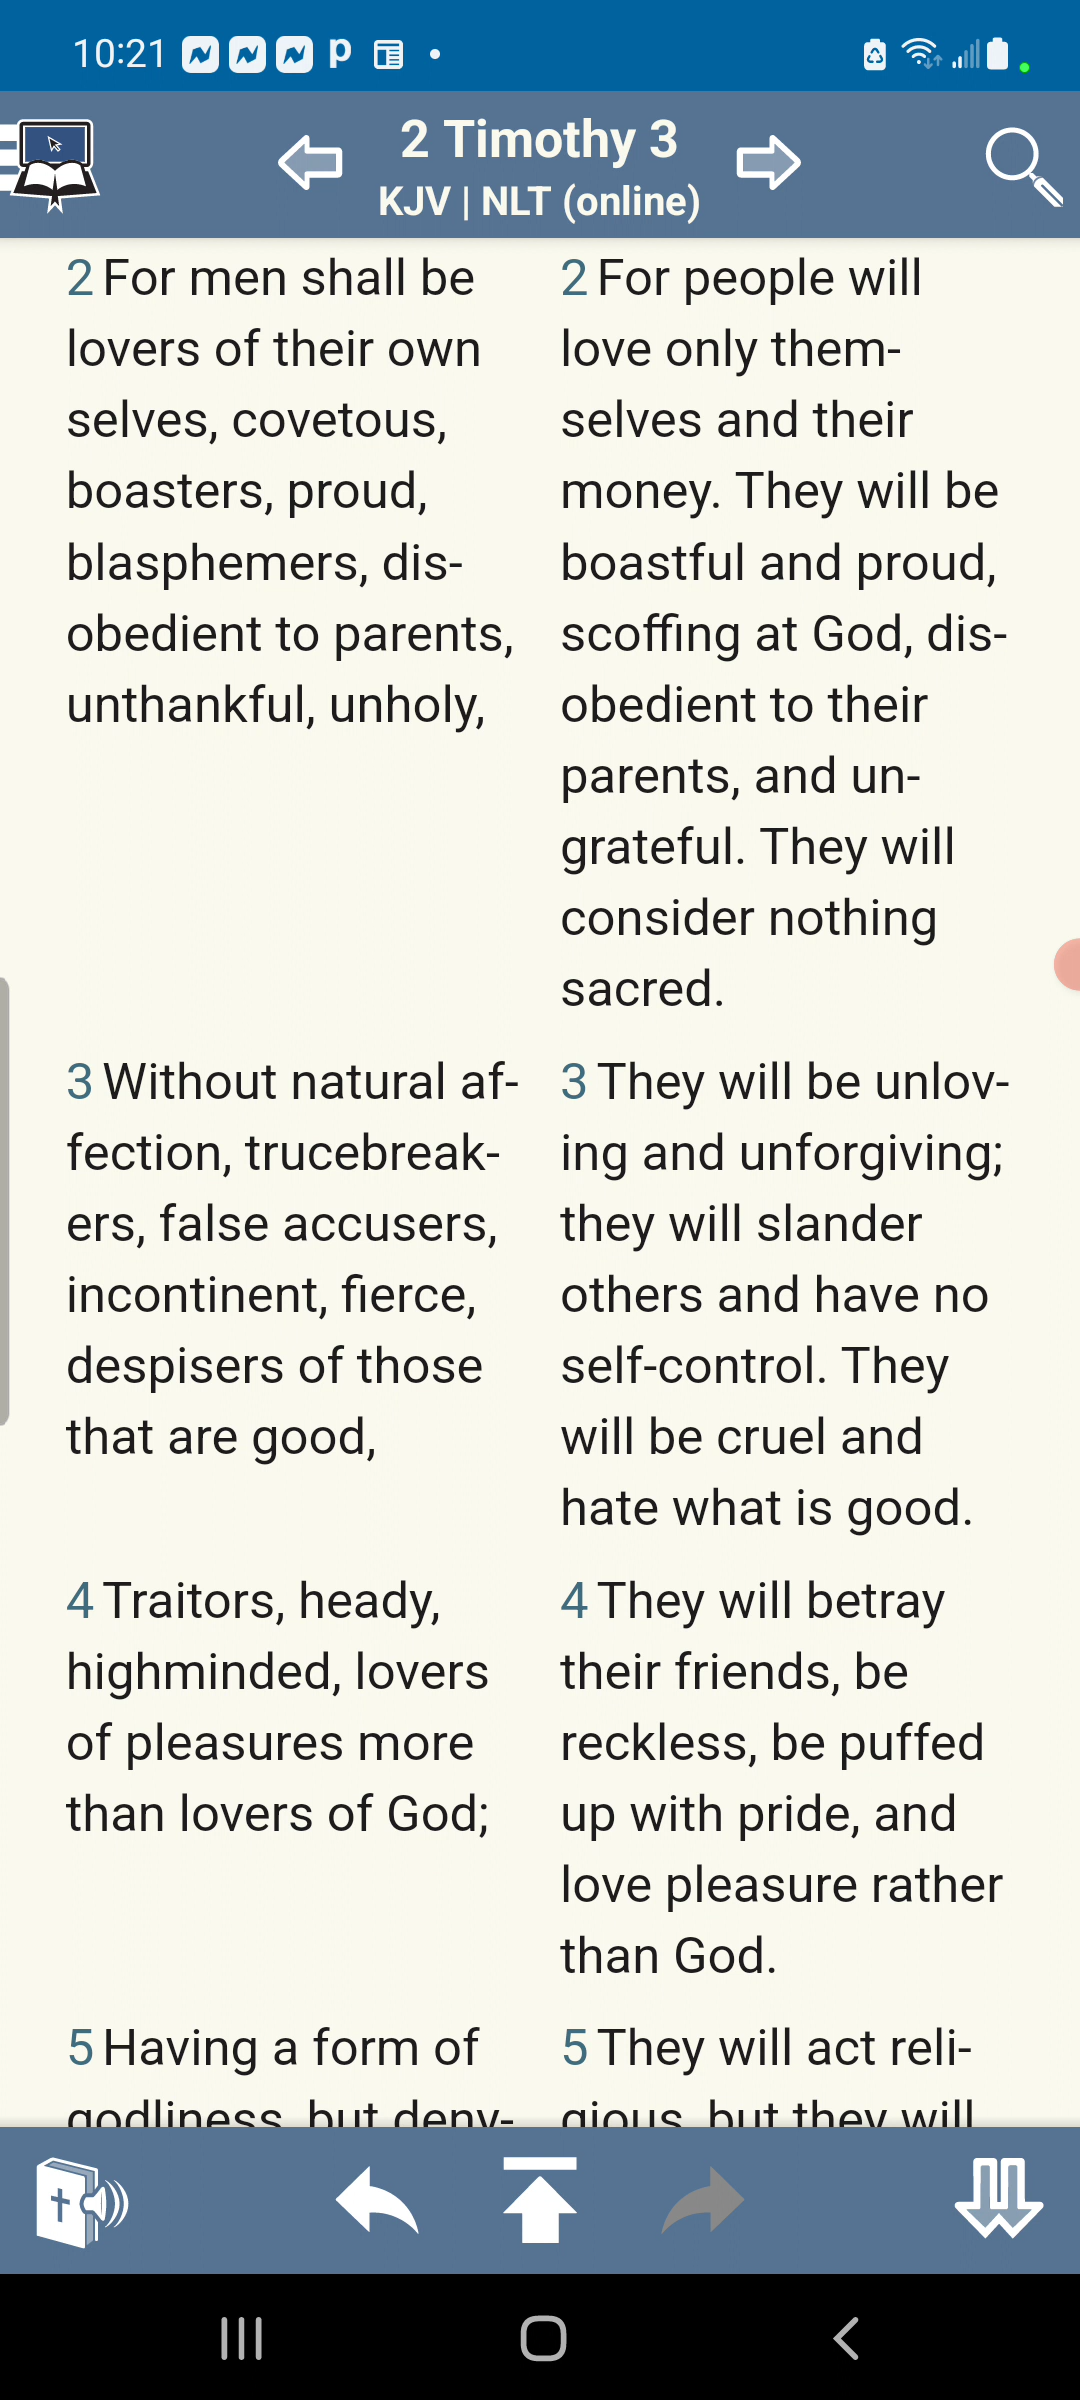 10:21
p
2 Timothy 3
KJV | NLT (online)
2 For men shall be
lovers of their own
selves, covetous,
boasters, proud,
blasphemers, dis-
obedient to parents,
unthankful, unholy,
2 For people will
love only them-
selves and their
money. They will be
boastful and proud,
scoffing at God, dis-
obedient to their
parents, and un-
grateful. They will
consider nothing
sacred.
3 Without natural af-
fection, trucebreak-
ers, false accusers,
incontinent, fierce,
despisers of those
that are good,
3 They will be unlov-
ing and unforgiving;
they will slander
others and have no
self-control. They
will be cruel and
hate what is good.
4 Traitors, heady,
highminded, lovers
of pleasures more
than lovers of God;
4 They will betray
their friends, be
reckless, be puffed
up with pride, and
love pleasure rather
than God.
5 Having a form of
godliness, but deny-
5 They will act reli-
gious, but they will